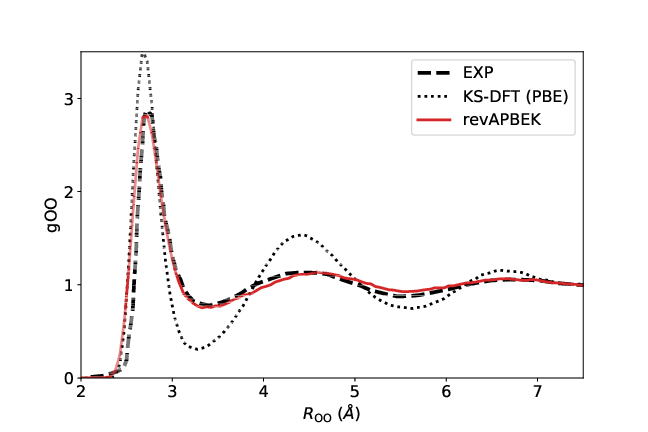 EXP
KS-DFT (PBE)
revAPBEK
gOO
3
2
1
0
2 3 4 5 6 7
R_OO (Å)